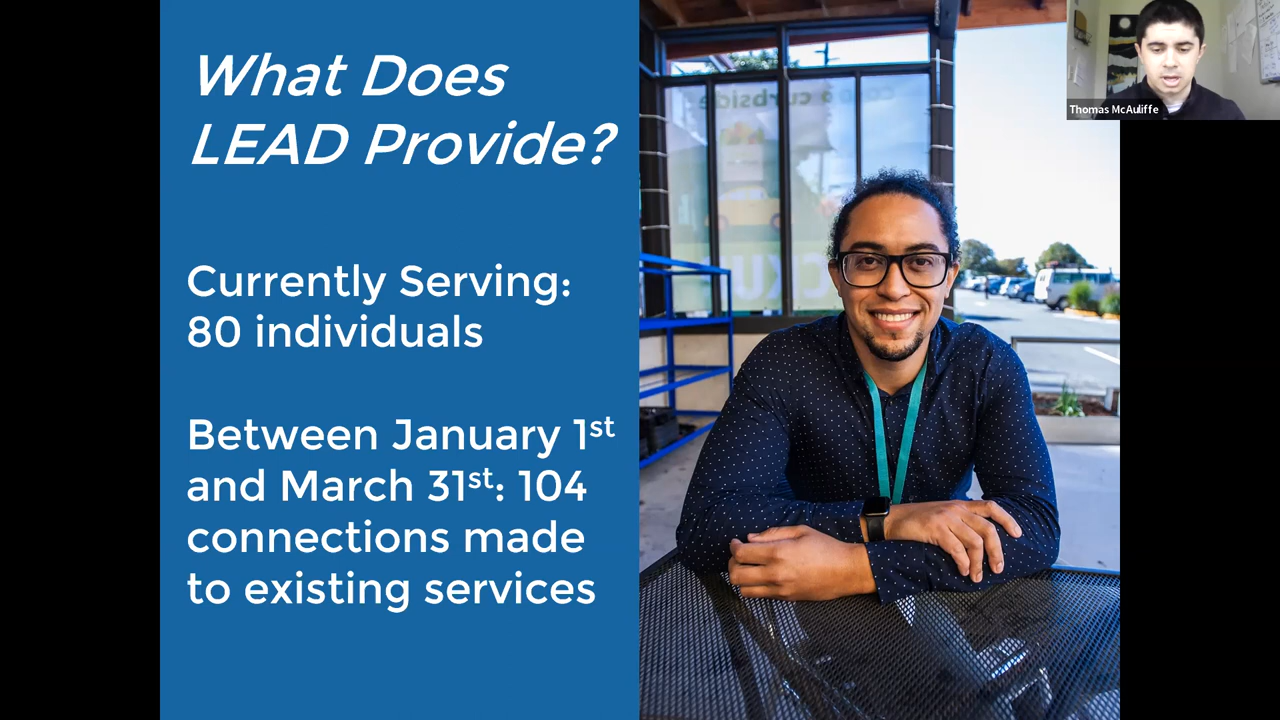 What Does
LEAD Provide?
Currently Serving:
80 individuals
Between January 1st
and March 31st: 104
connections made
to existing services
Thomas McAuliffe